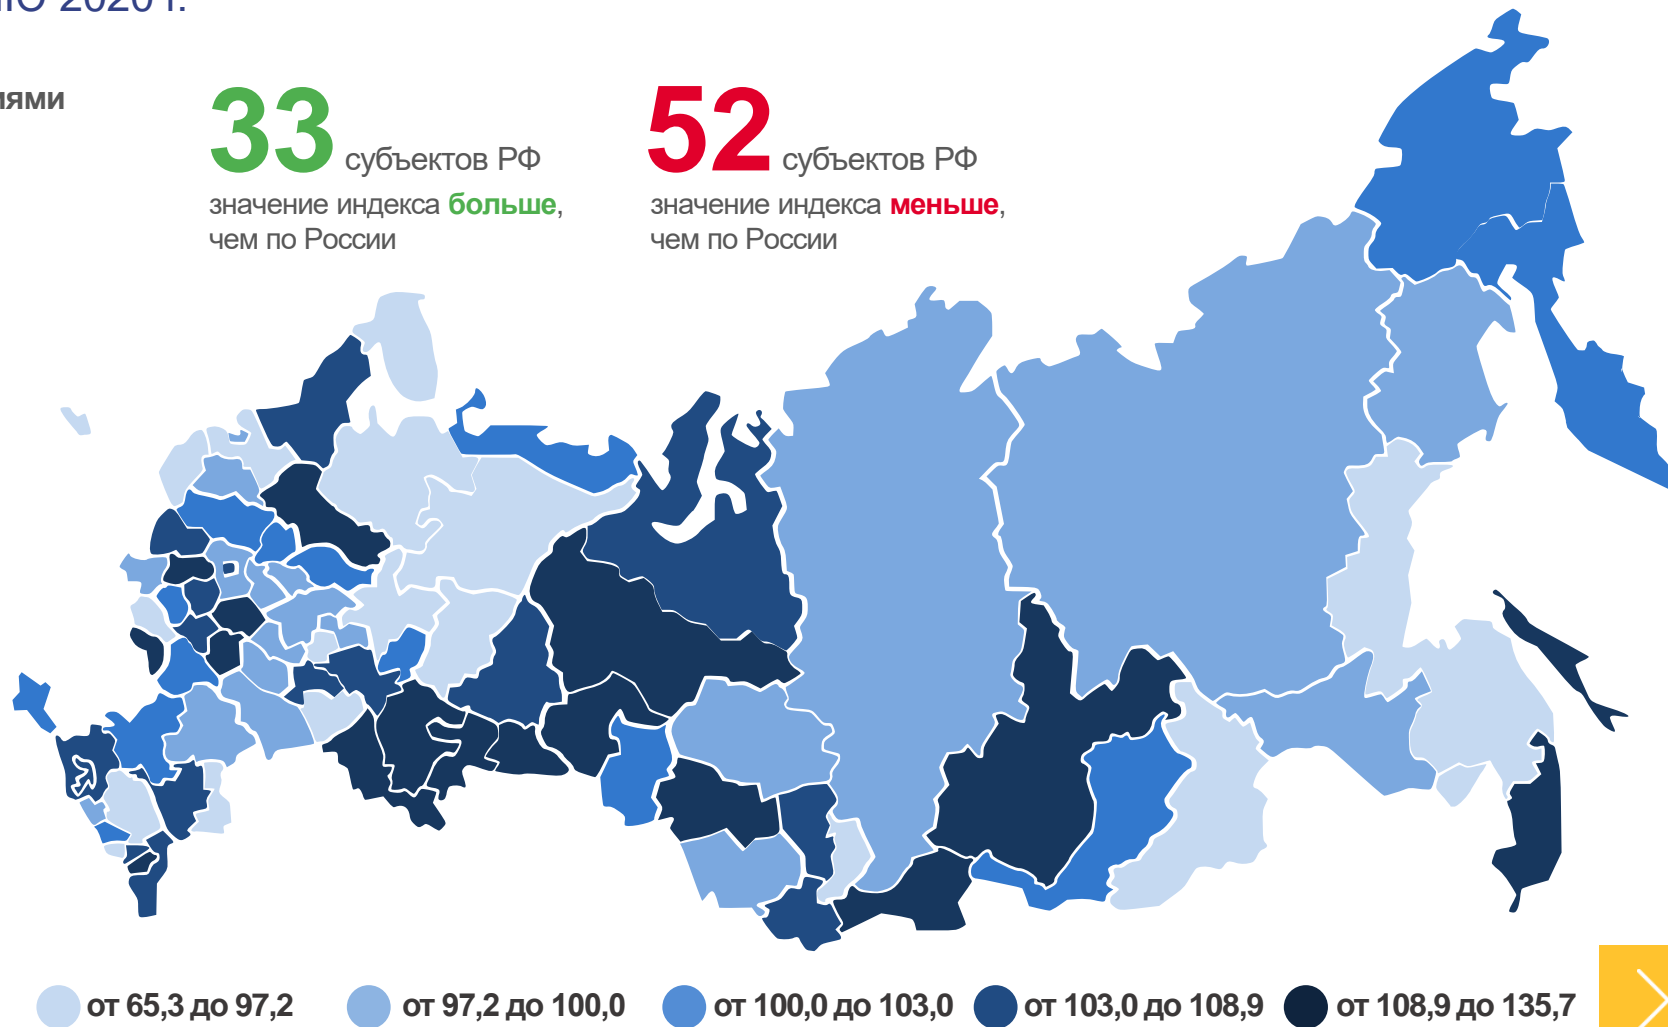 2020 г.
33 субъектов РФ
значение индекса больше,
чем по России
52 субъектов РФ
значение индекса меньше,
чем по России
от 65,3 до 97,2
от 97,2 до 100,0
от 100,0 до 103,0
от 103,0 до 108,9
от 108,9 до 135,7